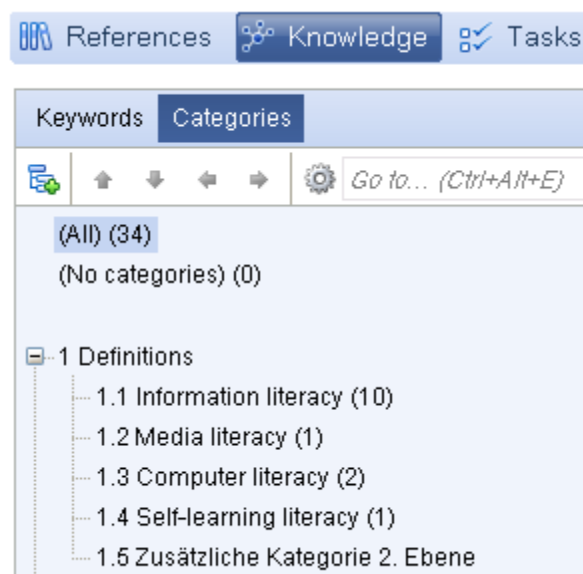 References Knowledge Tasks
Keywords Categories
Go to... (Ctrl+Alt+E)
(All) (34)
(No categories) (0)
1 Definitions
1.1 Information literacy (10)
1.2 Media literacy (1)
1.3 Computer literacy (2)
1.4 Self-learning literacy (1)
1.5 Zusätzliche Kategorie 2. Ebene